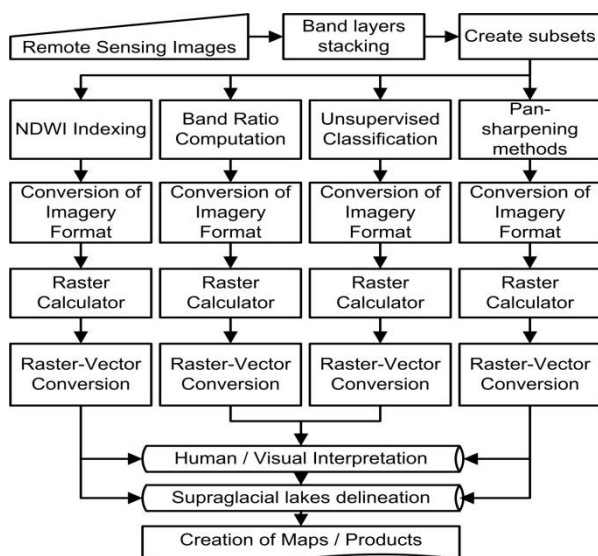 Remote Sensing Images
Band layers
stacking
Create subsets
NDWI Indexing
Band Ratio
Computation
Unsupervised
Classification
Pan-
sharpening
methods
Conversion of
Imagery
Format
Conversion of
Imagery
Format
Conversion of
Imagery
Format
Conversion of
Imagery
Format
Raster
Calculator
Raster
Calculator
Raster
Calculator
Raster
Calculator
Raster-Vector
Conversion
Raster-Vector
Conversion
Raster-Vector
Conversion
Raster-Vector
Conversion
Human / Visual Interpretation
Supraglacial lakes delineation
Creation of Maps / Products